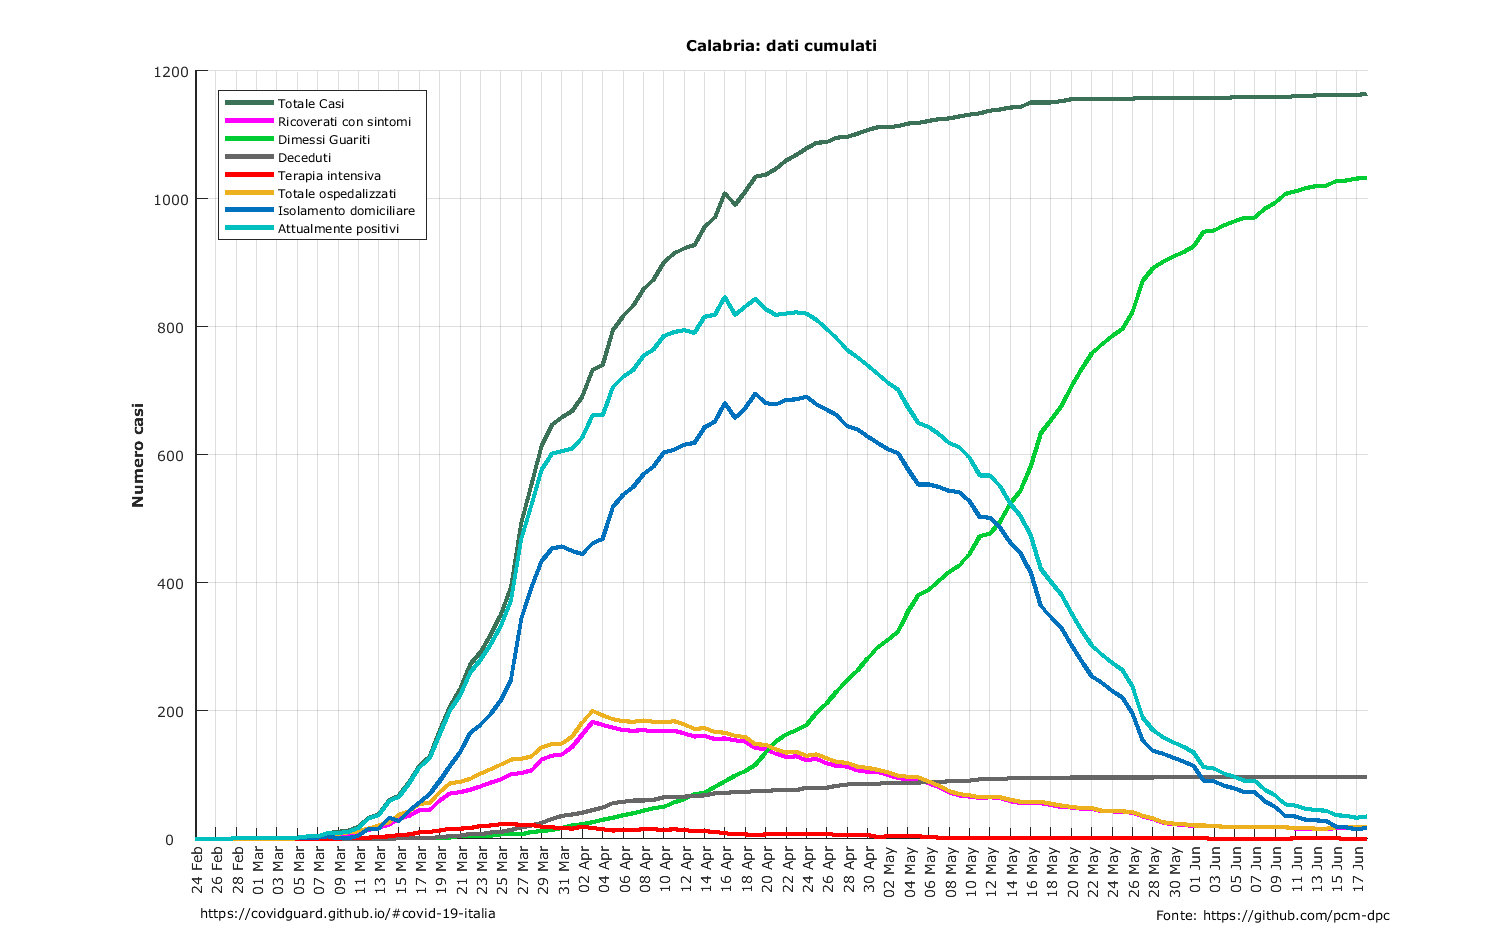 Calabria: dati cumulati
Numero casi
1200
1000
800
600
400
200
0
Totale Casi
Ricoverati con sintomi
Dimessi Guariti
Deceduti
Terapia intensiva
Totale ospedalizzati
Isolamento domiciliare
Attualmente positivi
24 Feb
26 Feb
28 Feb
01 Mar
03 Mar
05 Mar
07 Mar
09 Mar
11 Mar
13 Mar
15 Mar
17 Mar
19 Mar
21 Mar
23 Mar
25 Mar
27 Mar
29 Mar
31 Mar
02 Apr
04 Apr
06 Apr
08 Apr
10 Apr
12 Apr
14 Apr
16 Apr
18 Apr
20 Apr
22 Apr
24 Apr
26 Apr
28 Apr
30 Apr
02 May
04 May
06 May
08 May
10 May
12 May
14 May
16 May
18 May
20 May
22 May
24 May
26 May
28 May
30 May
01 Jun
03 Jun
05 Jun
07 Jun
09 Jun
11 Jun
13 Jun
15 Jun
17 Jun
https://covidguard.github.io/#covid-19-italia
Fonte: https://github.com/pcm-dpc